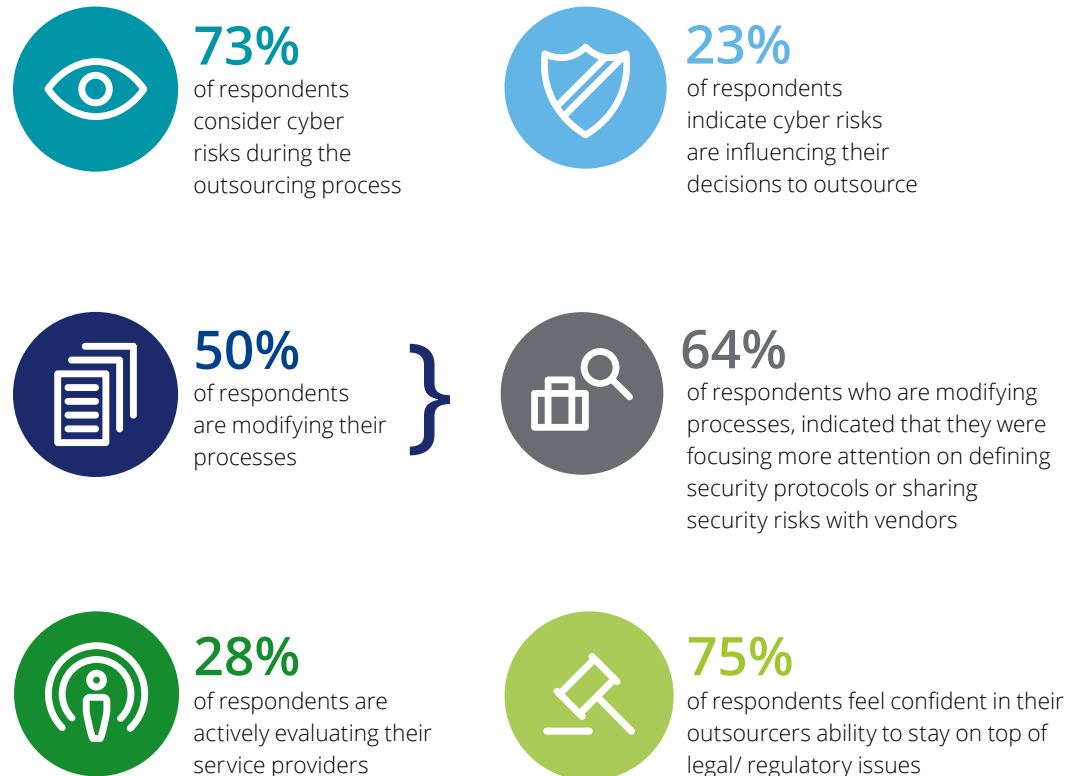 73%
of respondents
consider cyber
risks during the
outsourcing process
23%
of respondents
indicate cyber risks
are influencing their
decisions to outsource
50%
of respondents
are modifying their
processes
}
64%
of respondents who are modifying
processes, indicated that they were
focusing more attention on defining
security protocols or sharing
security risks with vendors
28%
of respondents are
actively evaluating their
service providers
75%
of respondents feel confident in their
outsourcers ability to stay on top of
legal/ regulatory issues